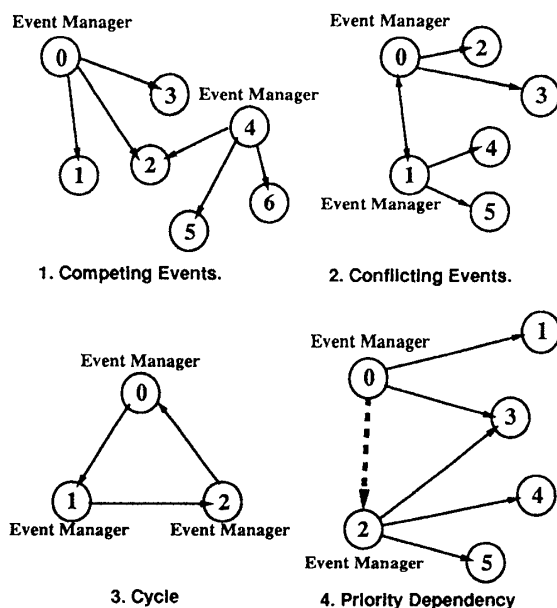 Event Manager
0
3
1
2
Event Manager
4
5
6
1. Competing Events.
Event Manager
0
2
3
1
4
5
Event Manager
2. Conflicting Events.
Event Manager
0
1
2
Event Manager
Event Manager
3. Cycle
Event Manager
0
1
3
2
4
5
Event Manager
4. Priority Dependency